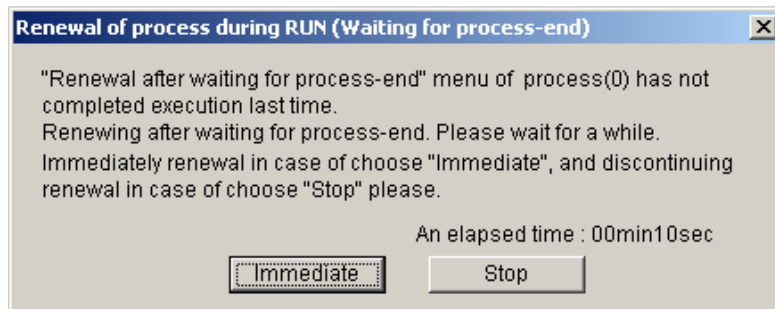 Renewal of process during RUN (Waiting for process-end)
"Renewal after waiting for process-end" menu of process(0) has not
completed execution last time.
Renewing after waiting for process-end. Please wait for a while.
Immediately renewal in case of choose "Immediate", and discontinuing
renewal in case of choose "Stop" please.
An elapsed time : 00min10sec
Immediate Stop